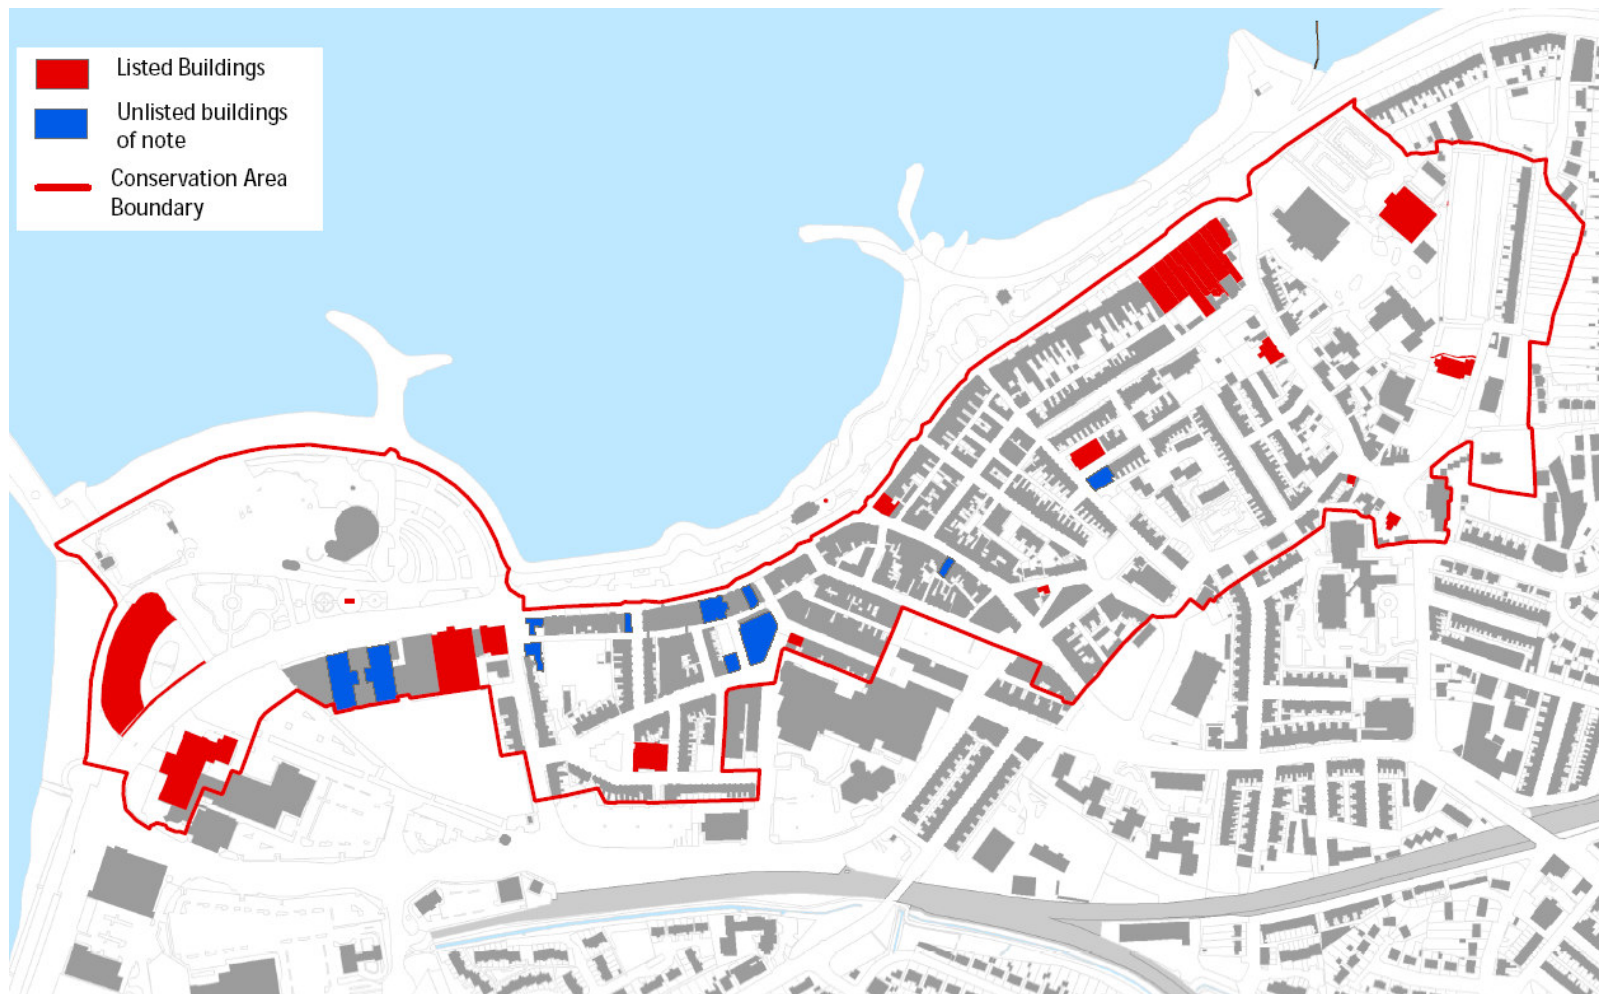 Listed Buildings
Unlisted buildings
of note
Conservation Area
Boundary